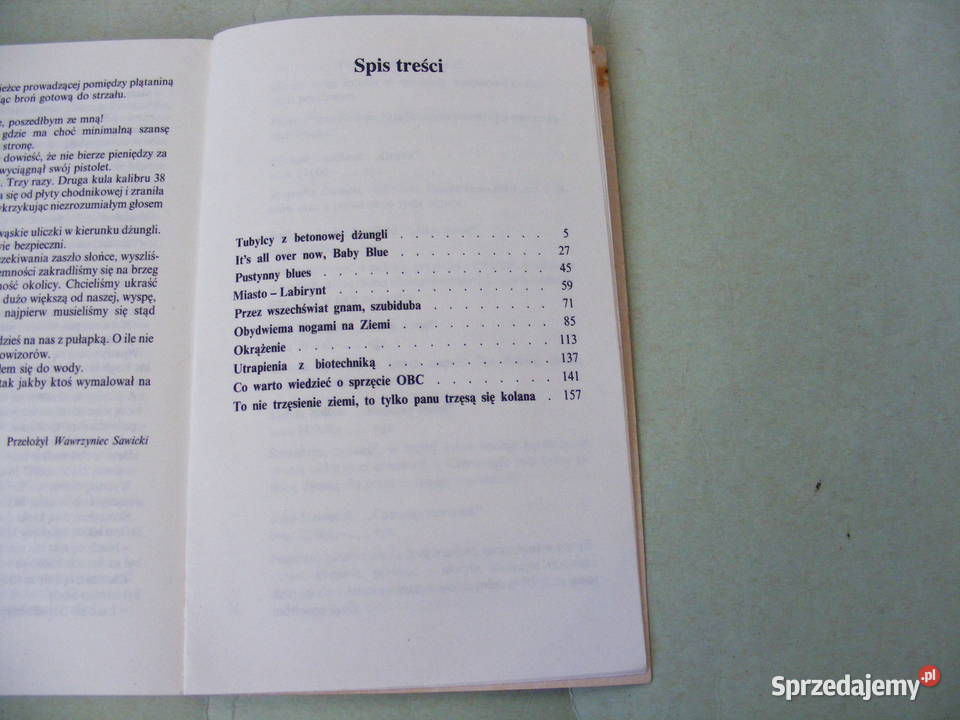 ieżce prowadzącej pomiędzy plątaniną
ąc broń gotową do strzału.
e, poszedłbym ze mną!
gdzie ma choć minimalną szansę
stronę.
dowieść, że nie bierze pieniędzy za
wyciągnął swój pistolet.
. Trzy razy. Druga kula kalibru 38
a się od płyty chodnikowej i zraniła
ykrzykując niezrozumiałym głosem
wąskie uliczki w kierunku dżungli.
ie bezpieczni.
zekiwania zaszło słońce, wyszliś-
emności zakradliśmy się na brzeg
ność okolicy. Chcieliśmy ukraść
dużo większą od naszej, wyspę,
najpierw musieliśmy się stąd
dzieś na nas z pułapką. O ile nie
owizorów.
łem się do wody.
tak jakby ktoś wymalował na
Przełożył Wawrzyniec Sawicki
Spis treści
Tubylcy z betonowej dżungli . . . . . . . . . . 5
It's all over now, Baby Blue . . . . . . . . . . 27
Pustynny blues . . . . . . . . . . . . . . 45
Miasto – Labirynt . . . . . . . . . . . . . 59
Przez wszechświat gnam, szubiduba . . . . . . . . 71
Obydwiema nogami na Ziemi . . . . . . . . . . 85
Okrążenie . . . . . . . . . . . . . . . . 113
Utrapienia z biotechniką . . . . . . . . . . . 137
Co warto wiedzieć o sprzęcie OBC . . . . . . . . 141
To nie trzęsienie ziemi, to tylko panu trzęsą się kolana . 157
Sprzedajemy.pl